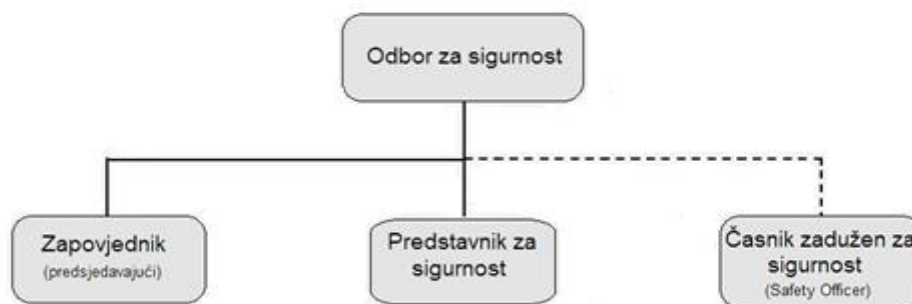 Odbor za sigurnost
Zapovjednik
(predsjedavajući)
Predstavnik za
sigurnost
Časnik zadužen za
sigurnost
(Safety Officer)